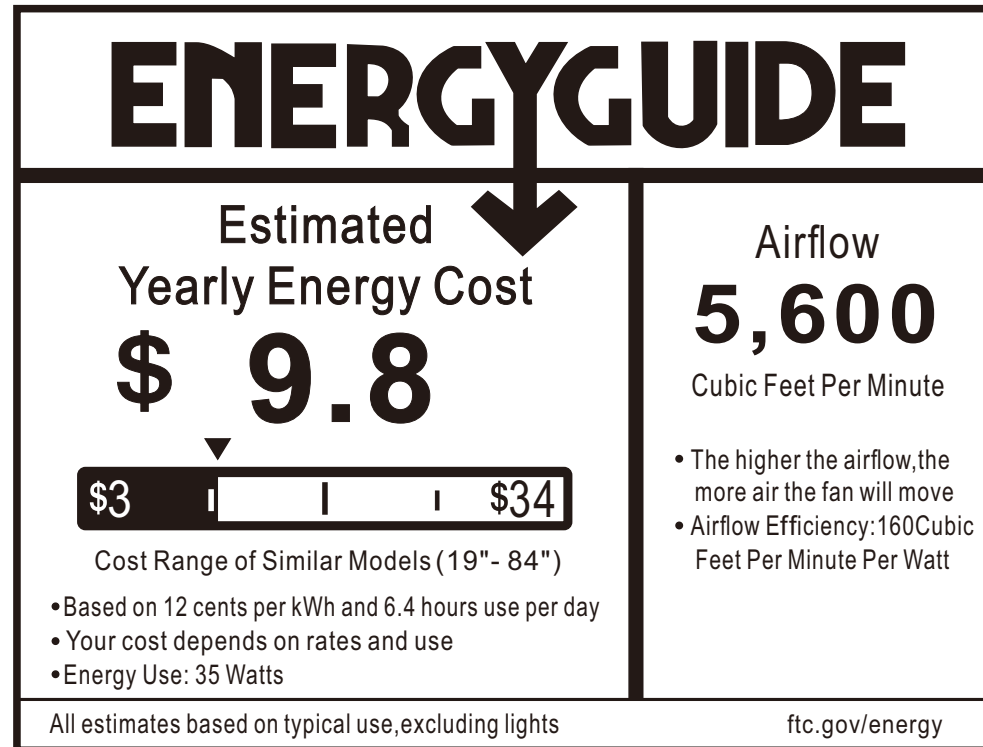 ENERGYGUIDE
Estimated
Yearly Energy Cost
$ 9.8
$3 $34
Cost Range of Similar Models (19"- 84")
•Based on 12 cents per kWh and 6.4 hours use per day
• Your cost depends on rates and use
•Energy Use: 35 Watts
Airflow
5,600
Cubic Feet Per Minute
• The higher the airflow,the
more air the fan will move
• Airflow Efficiency:160Cubic
Feet Per Minute Per Watt
All estimates based on typical use,excluding lights
ftc.gov/energy